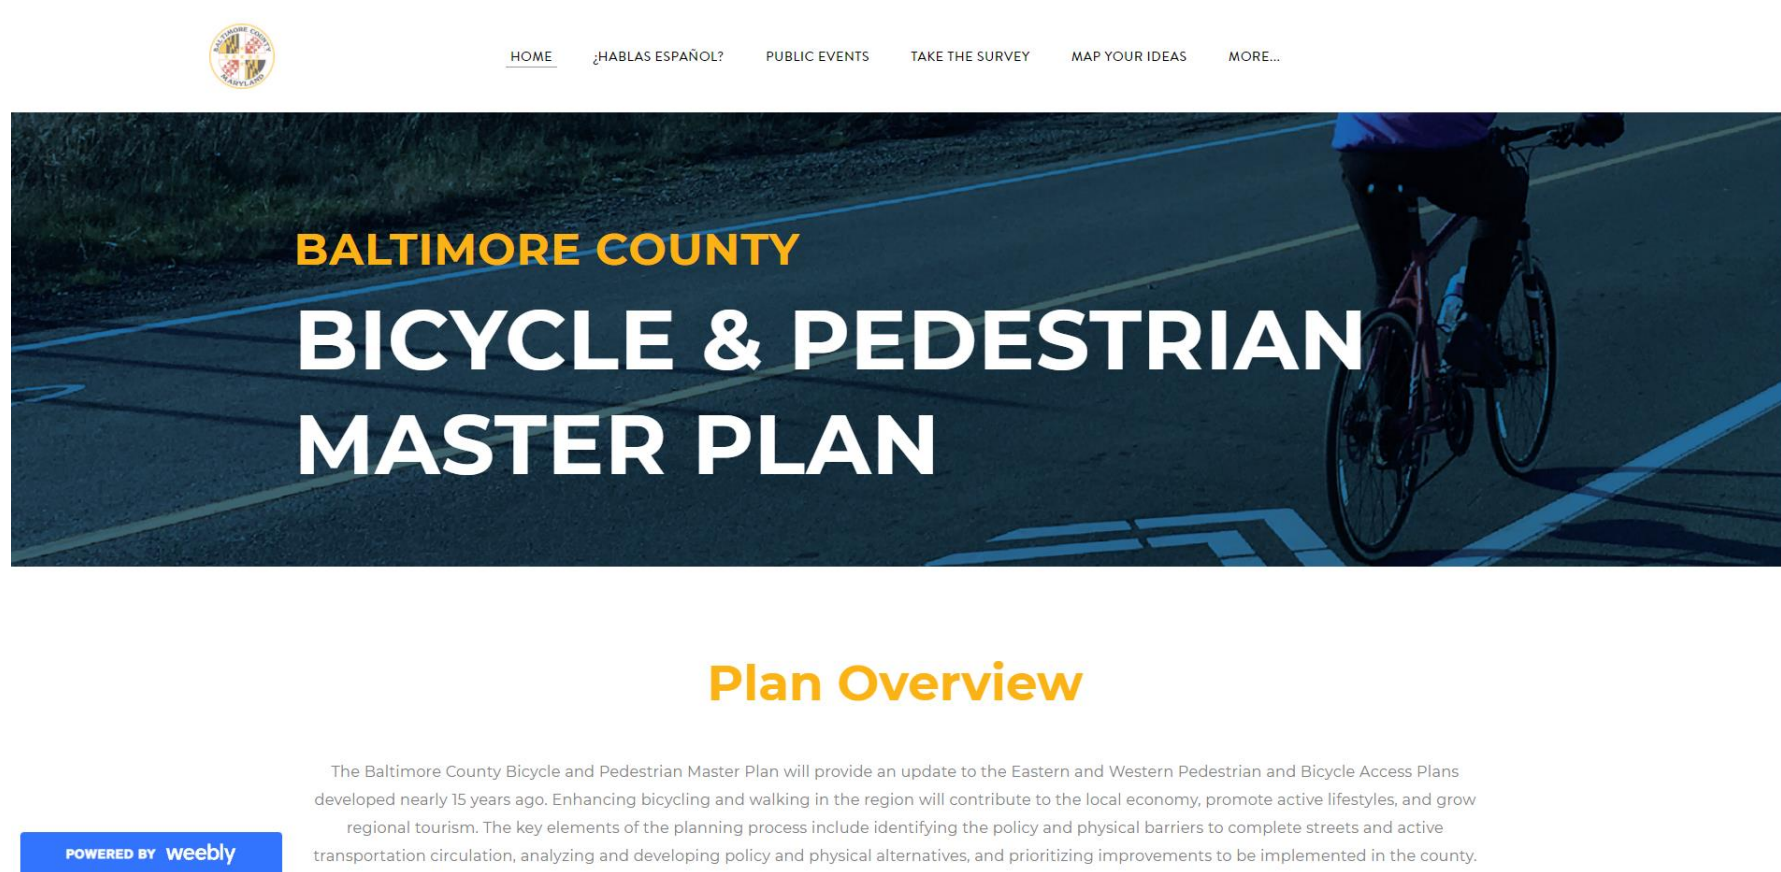 BALTIMORE COUNTY
MARYLAND
HOME
¿HABLAS ESPAÑOL?
PUBLIC EVENTS
TAKE THE SURVEY
MAP YOUR IDEAS
MORE...
BALTIMORE COUNTY
BICYCLE & PEDESTRIAN
MASTER PLAN
Plan Overview
The Baltimore County Bicycle and Pedestrian Master Plan will provide an update to the Eastern and Western Pedestrian and Bicycle Access Plans
developed nearly 15 years ago. Enhancing bicycling and walking in the region will contribute to the local economy, promote active lifestyles, and grow
regional tourism. The key elements of the planning process include identifying the policy and physical barriers to complete streets and active
transportation circulation, analyzing and developing policy and physical alternatives, and prioritizing improvements to be implemented in the county.
POWERED BY weebly